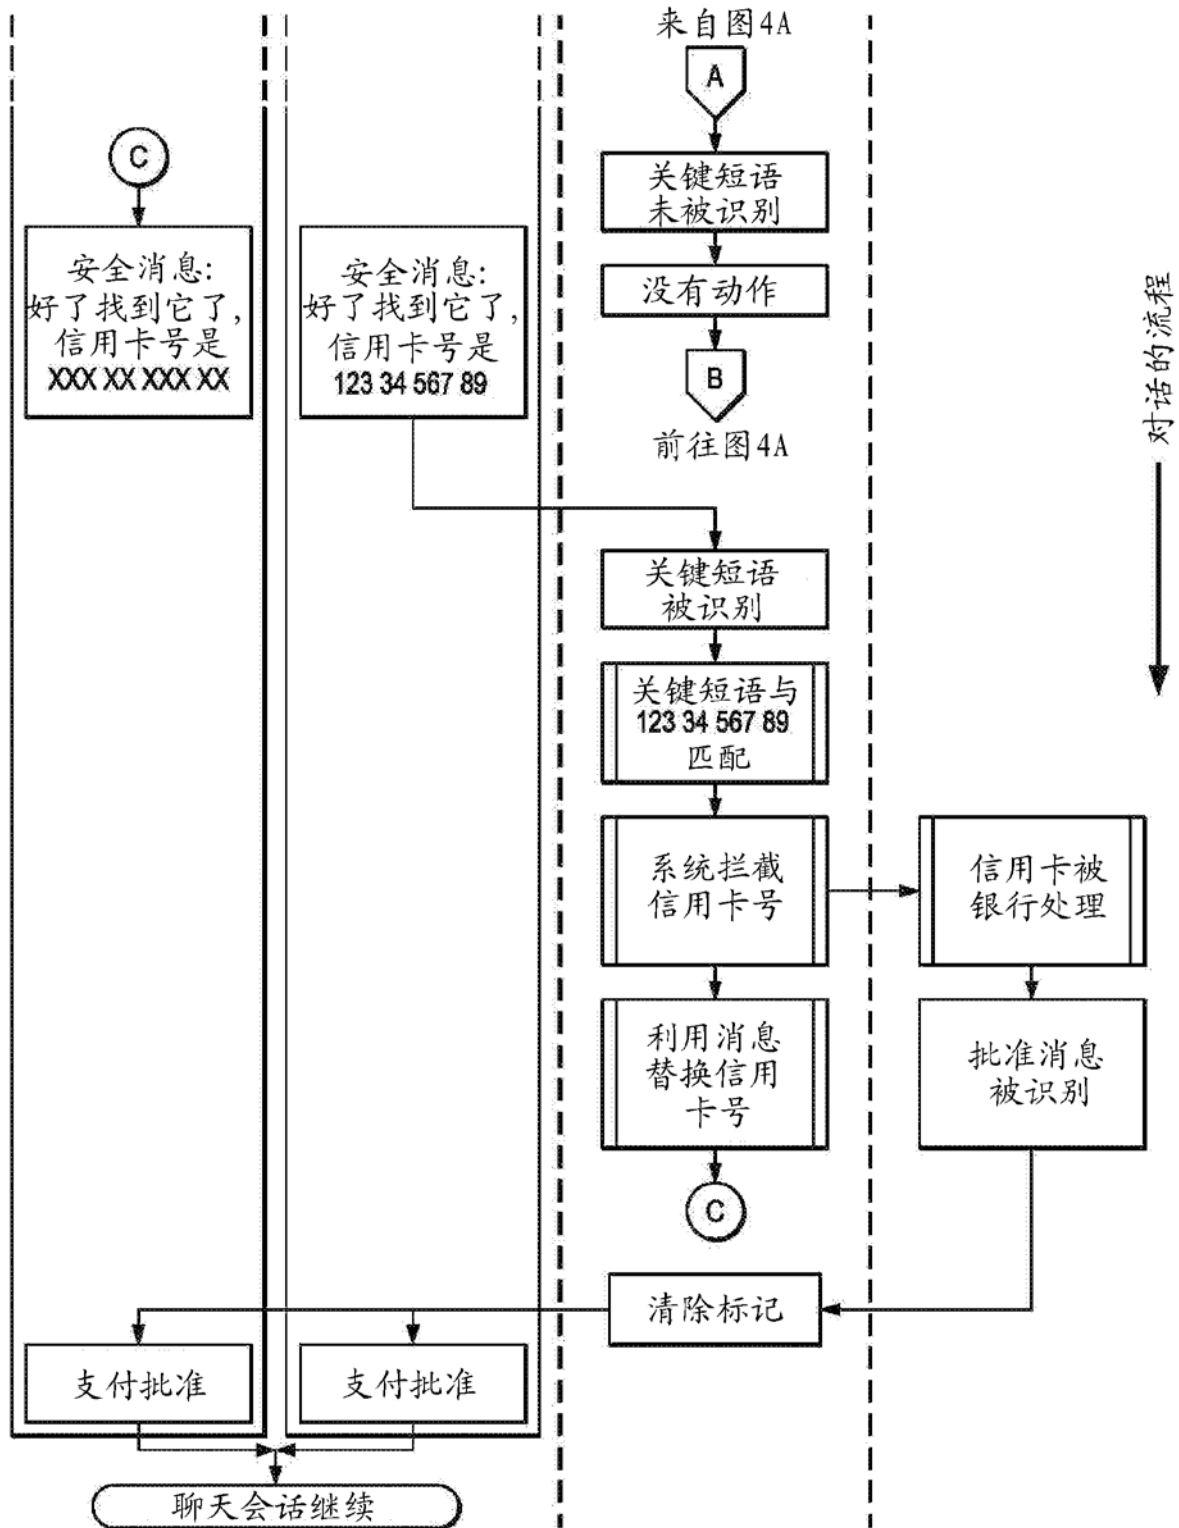 来自图4A
A
关键短语
未被识别
没有动作
B
前往图4A
C
安全消息:
好了找到它了,
信用卡号是
XXX XX XXX XX
安全消息:
好了找到它了,
信用卡号是
123 34 567 89
对话的流程
关键短语
被识别
关键短语与
123 34 567 89
匹配
系统拦截
信用卡号
信用卡被
银行处理
利用消息
替换信用
卡号
批准消息
被识别
C
清除标记
支付批准
支付批准
聊天会话继续